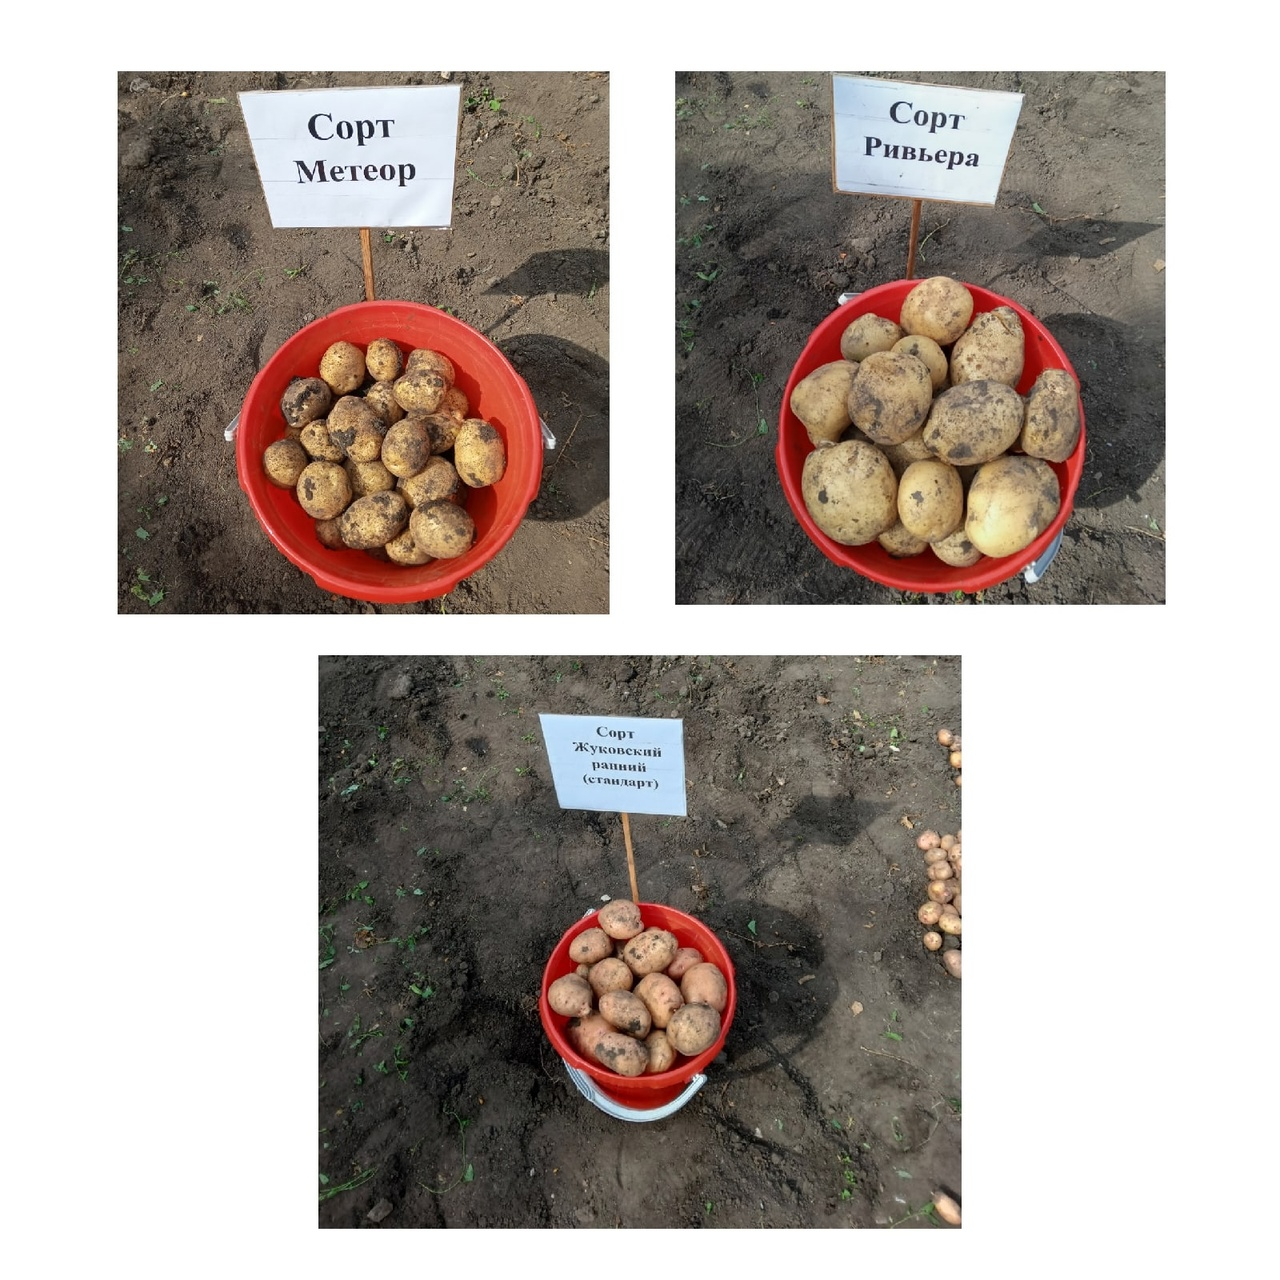 Сорт
Метеор
Сорт
Ривьера
Сорт
Жуковский
ранний
(стандарт)